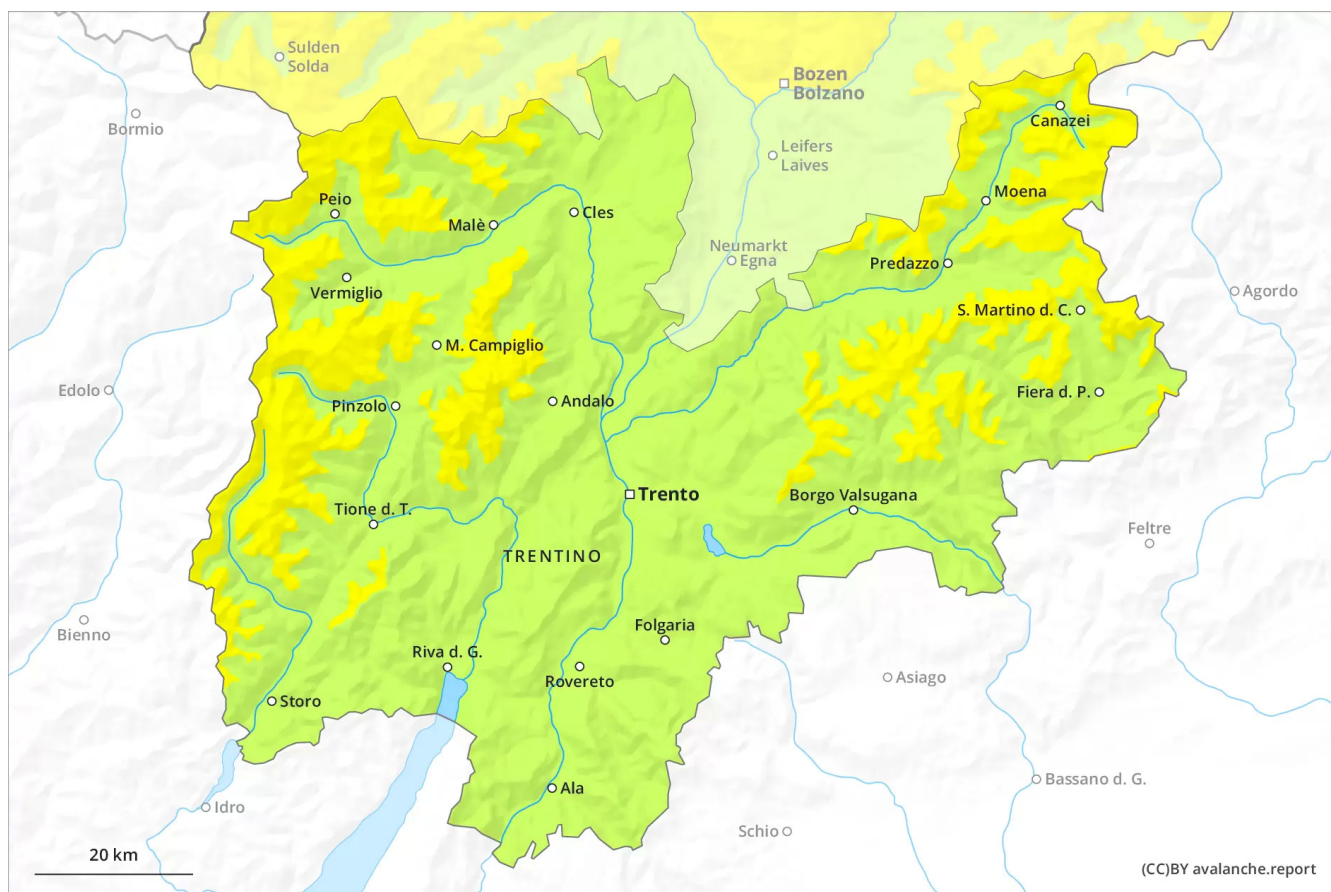 Sulden
Solda
Bozen
Bolzano
Bormio
Canazei
Leifers
Laives
Peio
Moena
Malè
Cles
Neumarkt
Egna
Predazzo
Vermiglio
Agordo
S. Martino d. C.
M. Campiglio
Edolo
Pinzolo
Andalo
Fiera d. P.
Trento
Borgo Valsugana
Tione d. T.
Feltre
TRENTINO
Bienno
Folgaria
Riva d. G.
Rovereto
Asiago
Storo
Bassano d. G.
Ala
Idro
Schio
20 km
(CC)BY avalanche.report